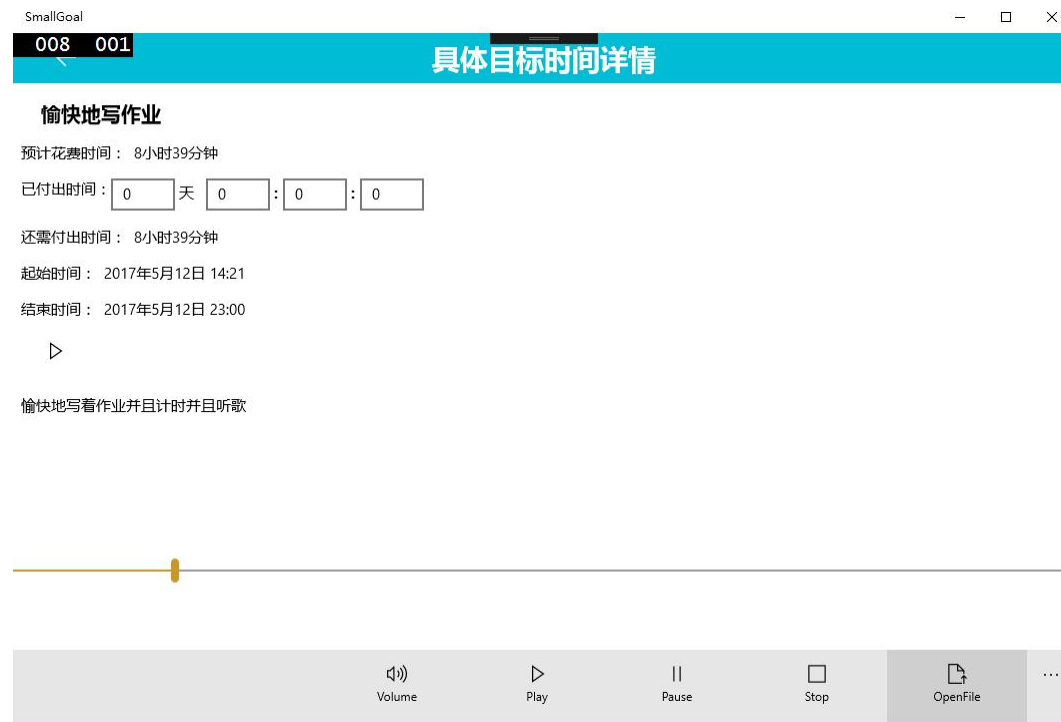 SmallGoal
008 001
具体目标时间详情
愉快地写作业
预计花费时间： 8小时39分钟
已付出时间： 0 天 0 : 0 : 0
还需付出时间： 8小时39分钟
起始时间： 2017年5月12日 14:21
结束时间： 2017年5月12日 23:00
愉快地写着作业并且计时并且听歌
Volume Play Pause Stop OpenFile